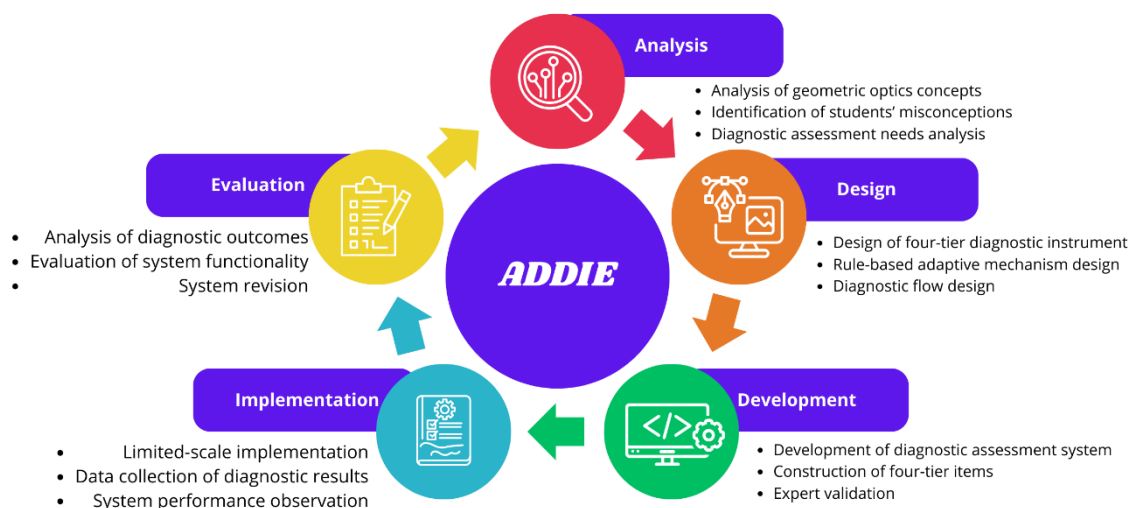 Analysis
• Analysis of geometric optics concepts
• Identification of students’ misconceptions
• Diagnostic assessment needs analysis
Design
• Design of four-tier diagnostic instrument
• Rule-based adaptive mechanism design
• Diagnostic flow design
Development
• Development of diagnostic assessment system
• Construction of four-tier items
• Expert validation
Implementation
• Limited-scale implementation
• Data collection of diagnostic results
• System performance observation
Evaluation
• Analysis of diagnostic outcomes
• Evaluation of system functionality
• System revision
ADDIE
</>